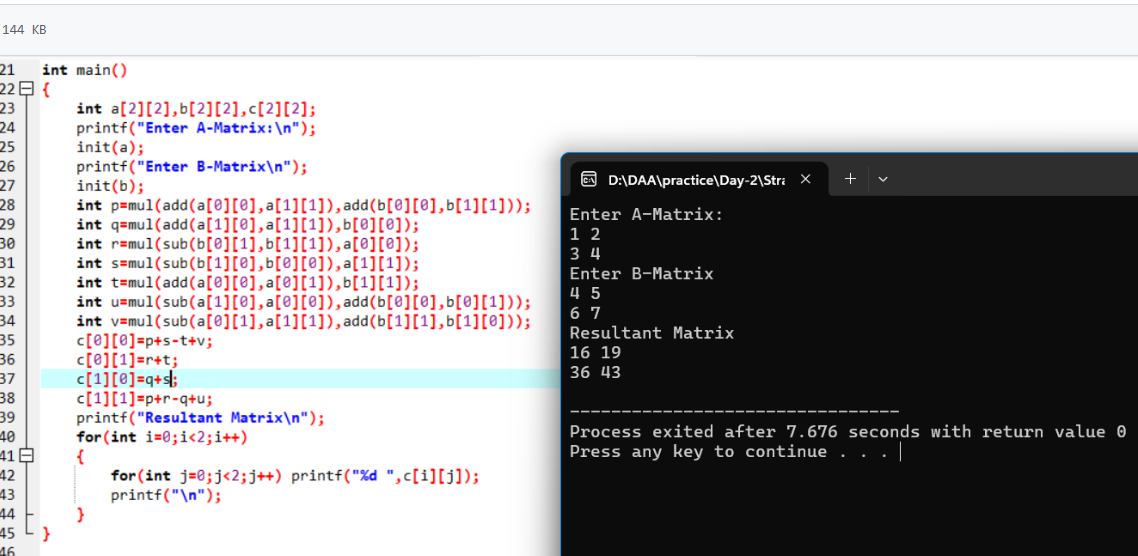 144 KB
21 int main()
22 {
23 int a[2][2],b[2][2],c[2][2];
24 printf("Enter A-Matrix:\n");
25 init(a);
26 printf("Enter B-Matrix\n");
27 init(b);
28 int p=mul(add(a[0][0],a[1][1]),add(b[0][0],b[1][1]));
29 int q=mul(add(a[1][0],a[1][1]),b[0][0]);
30 int r=mul(sub(b[0][1],b[1][1]),a[0][0]);
31 int s=mul(sub(b[1][0],b[0][0]),a[1][1]);
32 int t=mul(add(a[0][0],a[0][1]),b[1][1]);
33 int u=mul(sub(a[1][0],a[0][0]),add(b[0][0],b[0][1]));
34 int v=mul(sub(a[0][1],a[1][1]),add(b[1][1],b[1][0]));
35 c[0][0]=p+s-t+v;
36 c[0][1]=r+t;
37 c[1][0]=q+s;
38 c[1][1]=p+r-q+u;
39 printf("Resultant Matrix\n");
40 for(int i=0;i<2;i++)
41 {
42 for(int j=0;j<2;j++) printf("%d ",c[i][j]);
43 printf("\n");
44 }
45 }
46
D:\DAA\practice\Day-2\Stra
Enter A-Matrix:
1 2
3 4
Enter B-Matrix
4 5
6 7
Resultant Matrix
16 19
36 43
--------------------------------
Process exited after 7.676 seconds with return value 0
Press any key to continue . . .